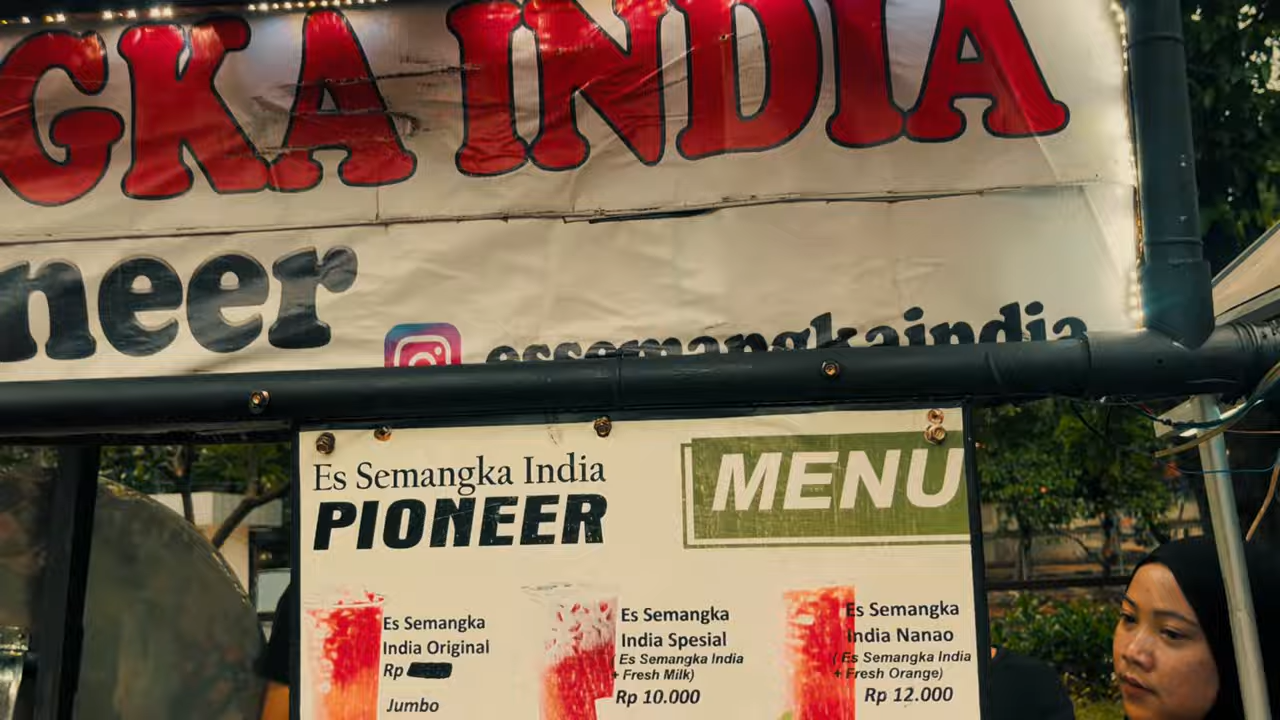 GKA INDIA
neer
essemangkaindia
Es Semangka India
PIONEER
MENU
Es Semangka
India Original
Rp
Jumbo
Es Semangka
India Spesial
( Es Semangka India
+ Fresh Milk)
Rp 10.000
Es Semangka
India Nanao
( Es Semangka India
+ Fresh Orange)
Rp 12.000